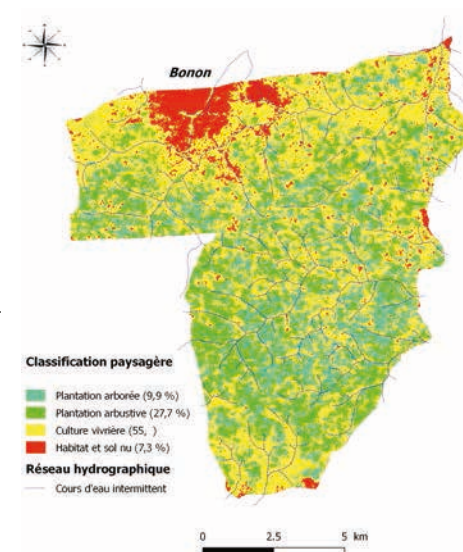 Bonon
Classification paysagère
Plantation arborée (9,9 %)
Plantation arbustive (27,7 %)
Culture vivrière (55, )
Habitat et sol nu (7,3 %)
Réseau hydrographique
Cours d'eau intermittent
0 2.5 5 km